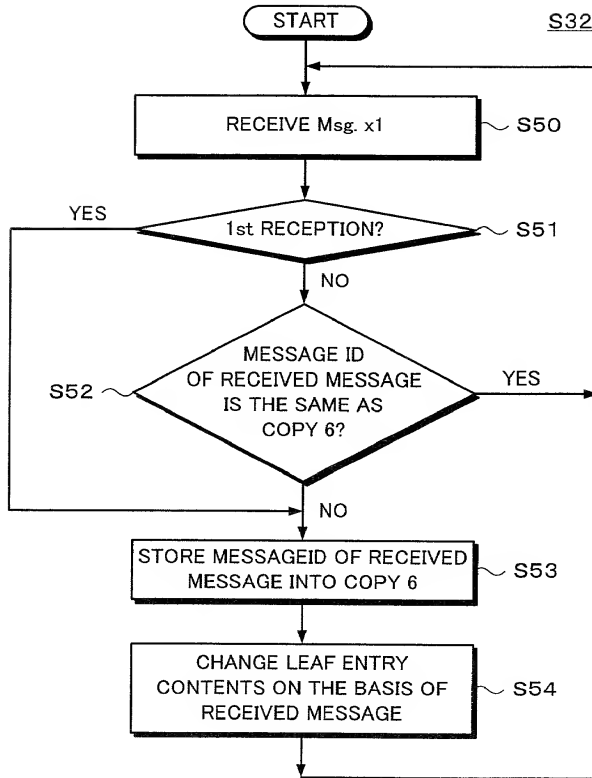 START
S32
RECEIVE Msg. x1
S50
YES
1st RECEPTION?
S51
NO
MESSAGE ID
OF RECEIVED MESSAGE
IS THE SAME AS
COPY 6?
S52
YES
NO
STORE MESSAGEID OF RECEIVED
MESSAGE INTO COPY 6
S53
CHANGE LEAF ENTRY
CONTENTS ON THE BASIS OF
RECEIVED MESSAGE
S54